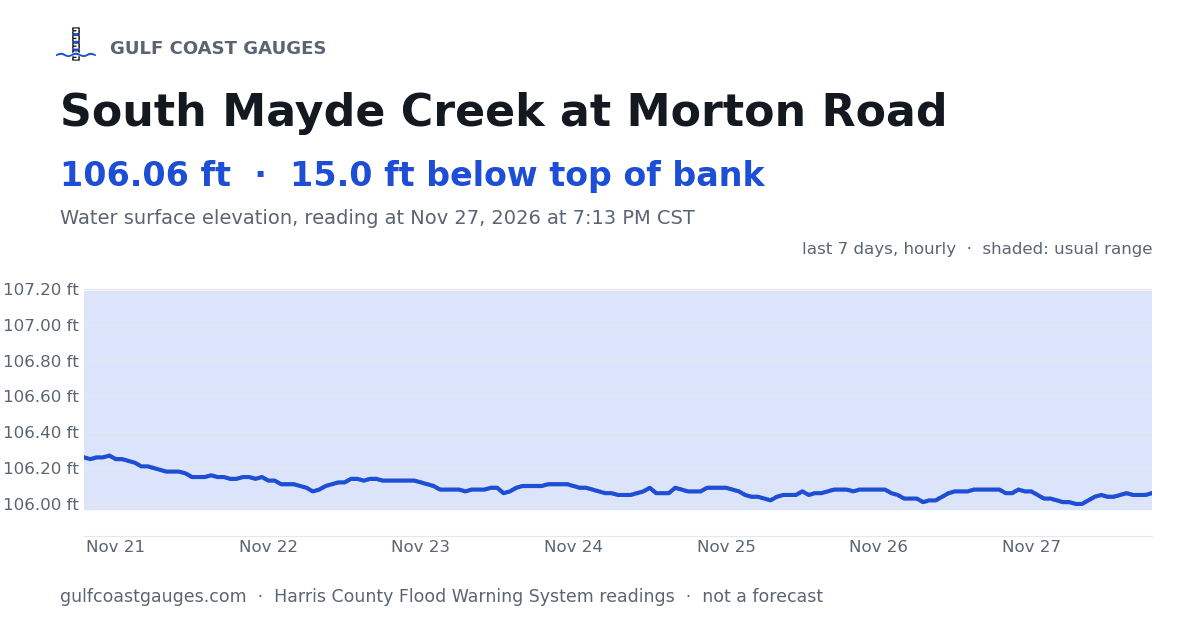 GULF COAST GAUGES
South Mayde Creek at Morton Road
106.06 ft · 15.0 ft below top of bank
Water surface elevation, reading at Nov 27, 2026 at 7:13 PM CST
last 7 days, hourly · shaded: usual range
107.20 ft
107.00 ft
106.80 ft
106.60 ft
106.40 ft
106.20 ft
106.00 ft
Nov 21 Nov 22 Nov 23 Nov 24 Nov 25 Nov 26 Nov 27
gulfcoastgauges.com · Harris County Flood Warning System readings · not a forecast